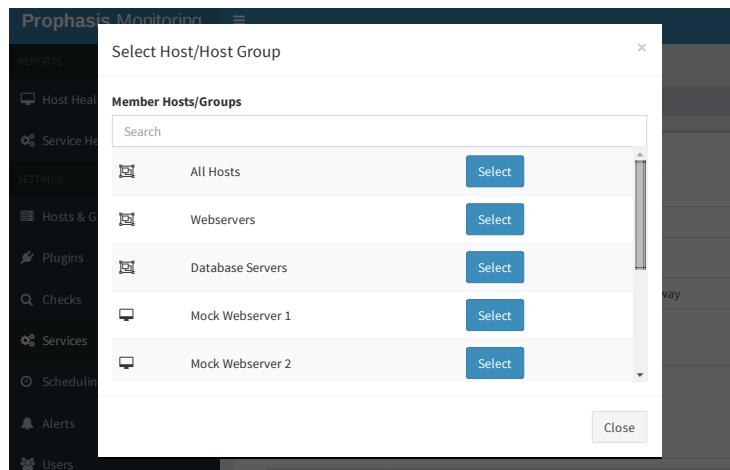 Prophasis Monitoring
Select Host/Host Group
×
REPORTS
Host Heal
Member Hosts/Groups
Search
Service He
All Hosts
Select
SETTINGS
Hosts & G
Webservers
Select
Plugins
Database Servers
Select
Checks
way
Mock Webserver 1
Select
Services
Mock Webserver 2
Select
Schedulin
Alerts
Close
Users